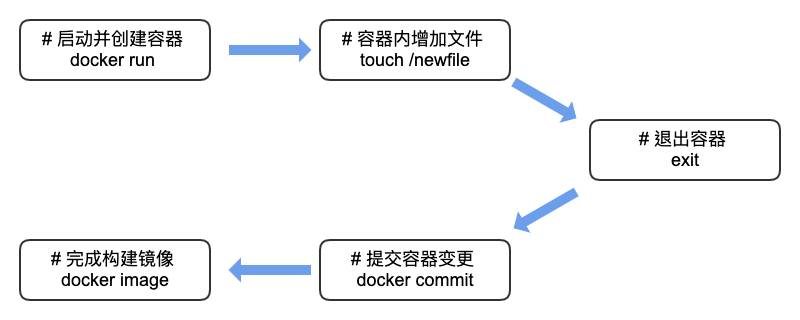 # 启动并创建容器
docker run
# 容器内增加文件
touch /newfile
# 退出容器
exit
# 提交容器变更
docker commit
# 完成构建镜像
docker image